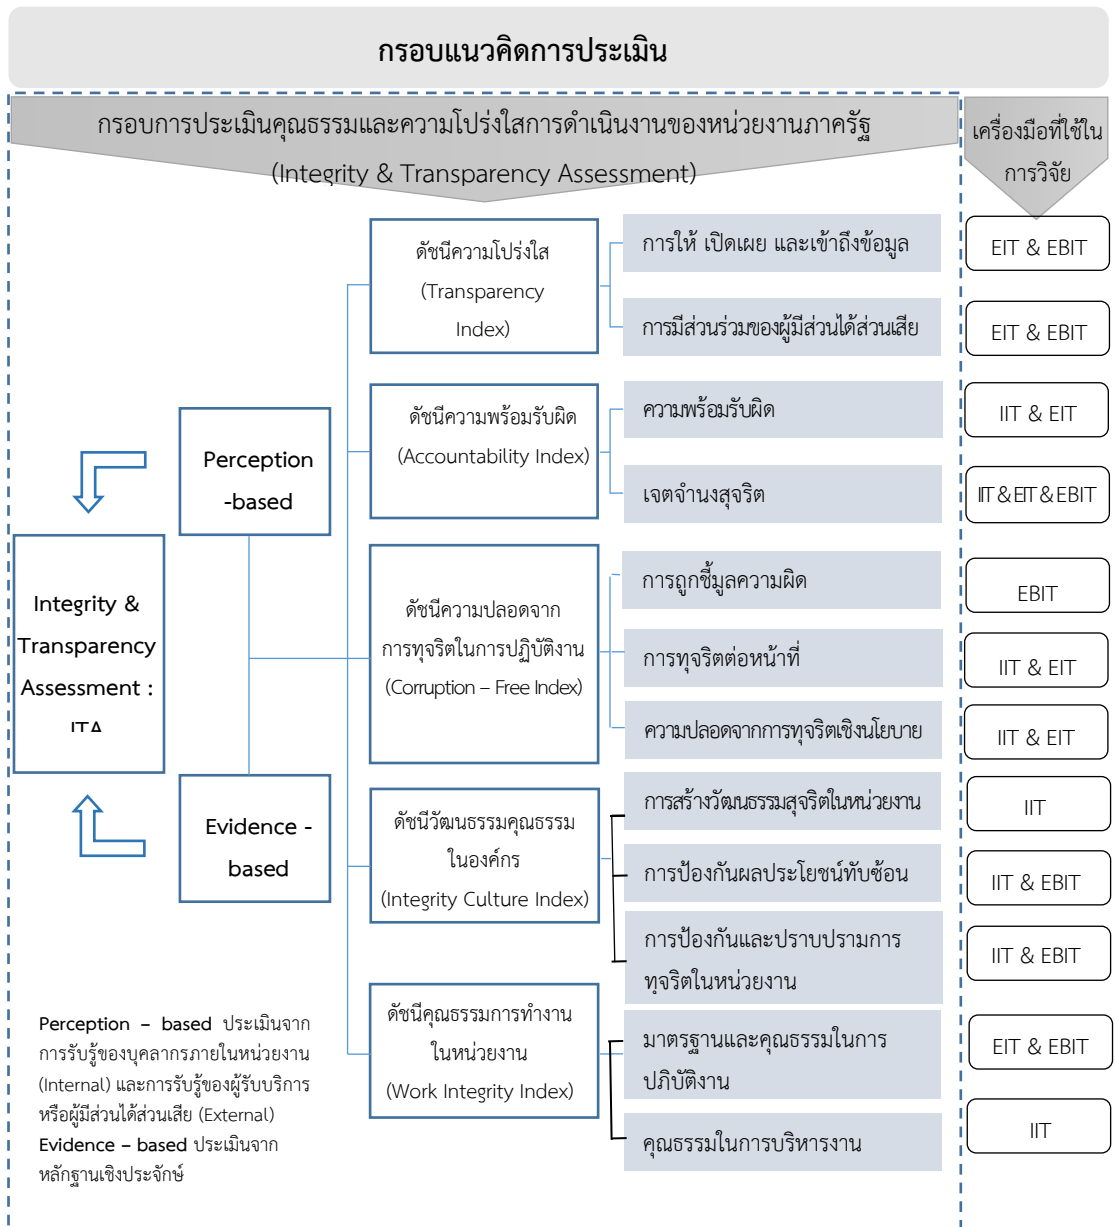 กรอบแนวคิดการประเมิน
กรอบการประเมินคุณธรรมและความโปร่งใสการดำเนินงานของหน่วยงานภาครัฐ
(Integrity & Transparency Assessment)
เครื่องมือที่ใช้ใน
การวิจัย
Integrity &
Transparency
Assessment :
ITA
Perception
-based
Evidence -
based
ดัชนีความโปร่งใส
(Transparency
Index)
การให้ เปิดเผย และเข้าถึงข้อมูล
EIT & EBIT
การมีส่วนร่วมของผู้มีส่วนได้ส่วนเสีย
EIT & EBIT
ดัชนีความพร้อมรับผิด
(Accountability Index)
ความพร้อมรับผิด
IIT & EIT
เจตจำนงสุจริต
IIT & EIT & EBIT
ดัชนีความปลอดจาก
การทุจริตในการปฏิบัติงาน
(Corruption – Free Index)
การถูกชี้มูลความผิด
EBIT
การทุจริตต่อหน้าที่
IIT & EIT
ความปลอดจากการทุจริตเชิงนโยบาย
IIT & EIT
ดัชนีวัฒนธรรมคุณธรรม
ในองค์กร
(Integrity Culture Index)
การสร้างวัฒนธรรมสุจริตในหน่วยงาน
IIT
การป้องกันผลประโยชน์ทับซ้อน
IIT & EBIT
การป้องกันและปราบปรามการ
ทุจริตในหน่วยงาน
IIT & EBIT
ดัชนีคุณธรรมการทำงาน
ในหน่วยงาน
(Work Integrity Index)
มาตรฐานและคุณธรรมในการ
ปฏิบัติงาน
EIT & EBIT
คุณธรรมในการบริหารงาน
IIT
Perception – based ประเมินจาก
การรับรู้ของบุคลากรภายในหน่วยงาน
(Internal) และการรับรู้ของผู้รับบริการ
หรือผู้มีส่วนได้ส่วนเสีย (External)
Evidence – based ประเมินจาก
หลักฐานเชิงประจักษ์